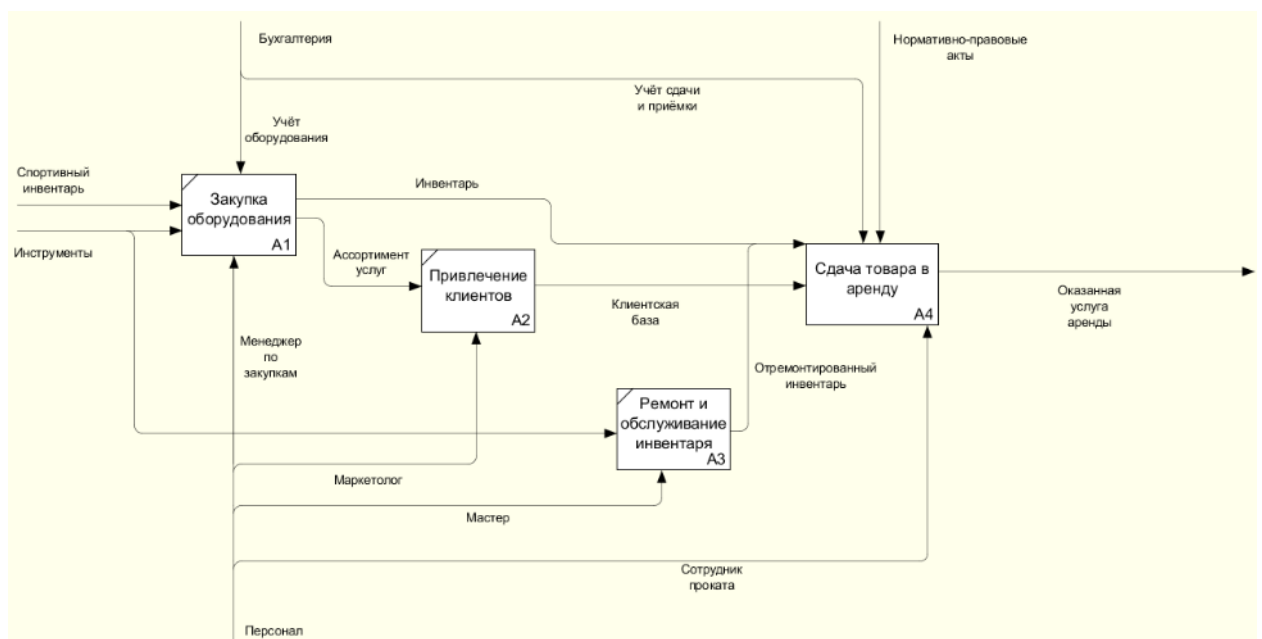 Бухгалтерия
Нормативно-правовые
акты
Учёт сдачи
и приёмки
Учёт
оборудования
Спортивный
инвентарь
Инструменты
Закупка
оборудования
A1
Инвентарь
Ассортимент
услуг
Привлечение
клиентов
A2
Клиентская
база
Сдача товара в
аренду
A4
Оказанная
услуга
аренды
Менеджер
по
закупкам
Отремонтированный
инвентарь
Ремонт и
обслуживание
инвентаря
A3
Маркетолог
Мастер
Сотрудник
проката
Персонал